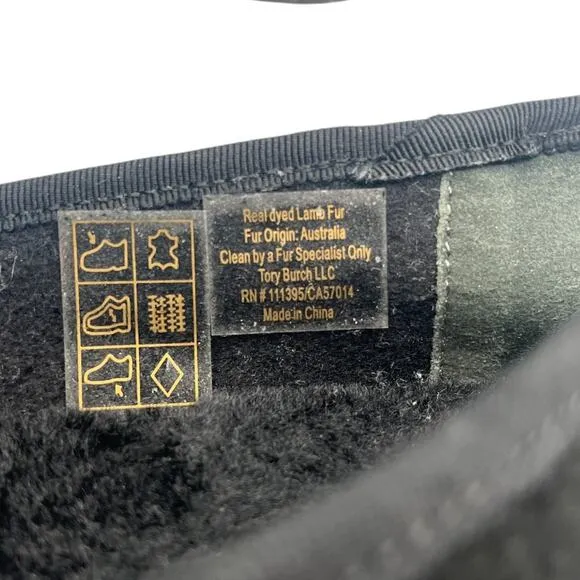 Real dyed Lamb Fur
Fur Origin: Australia
Clean by a Fur Specialist Only
Tory Burch LLC
RN # 111395/CA57014
Made in China